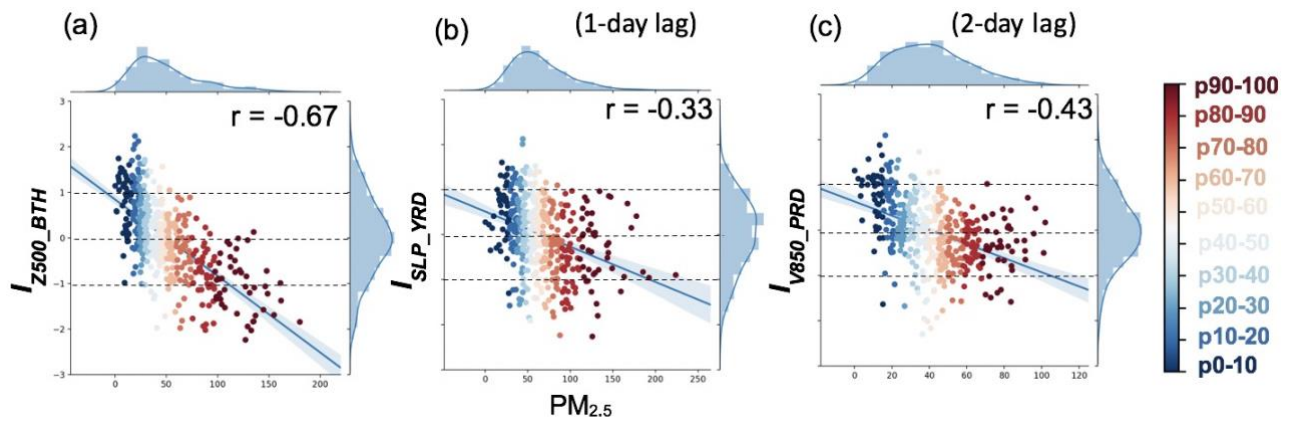 (a)
r = -0.67
3
2
1
0
−1
−2
−3
I_Z500_BTH
0 50 100 150 200
(b) (1-day lag)
r = -0.33
I_SLP_YRD
0 50 100 150 200 250
PM2.5
(c) (2-day lag)
r = -0.43
I_V850_PRD
0 20 40 60 80 100 120
p90-100
p80-90
p70-80
p60-70
p50-60
p40-50
p30-40
p20-30
p10-20
p0-10